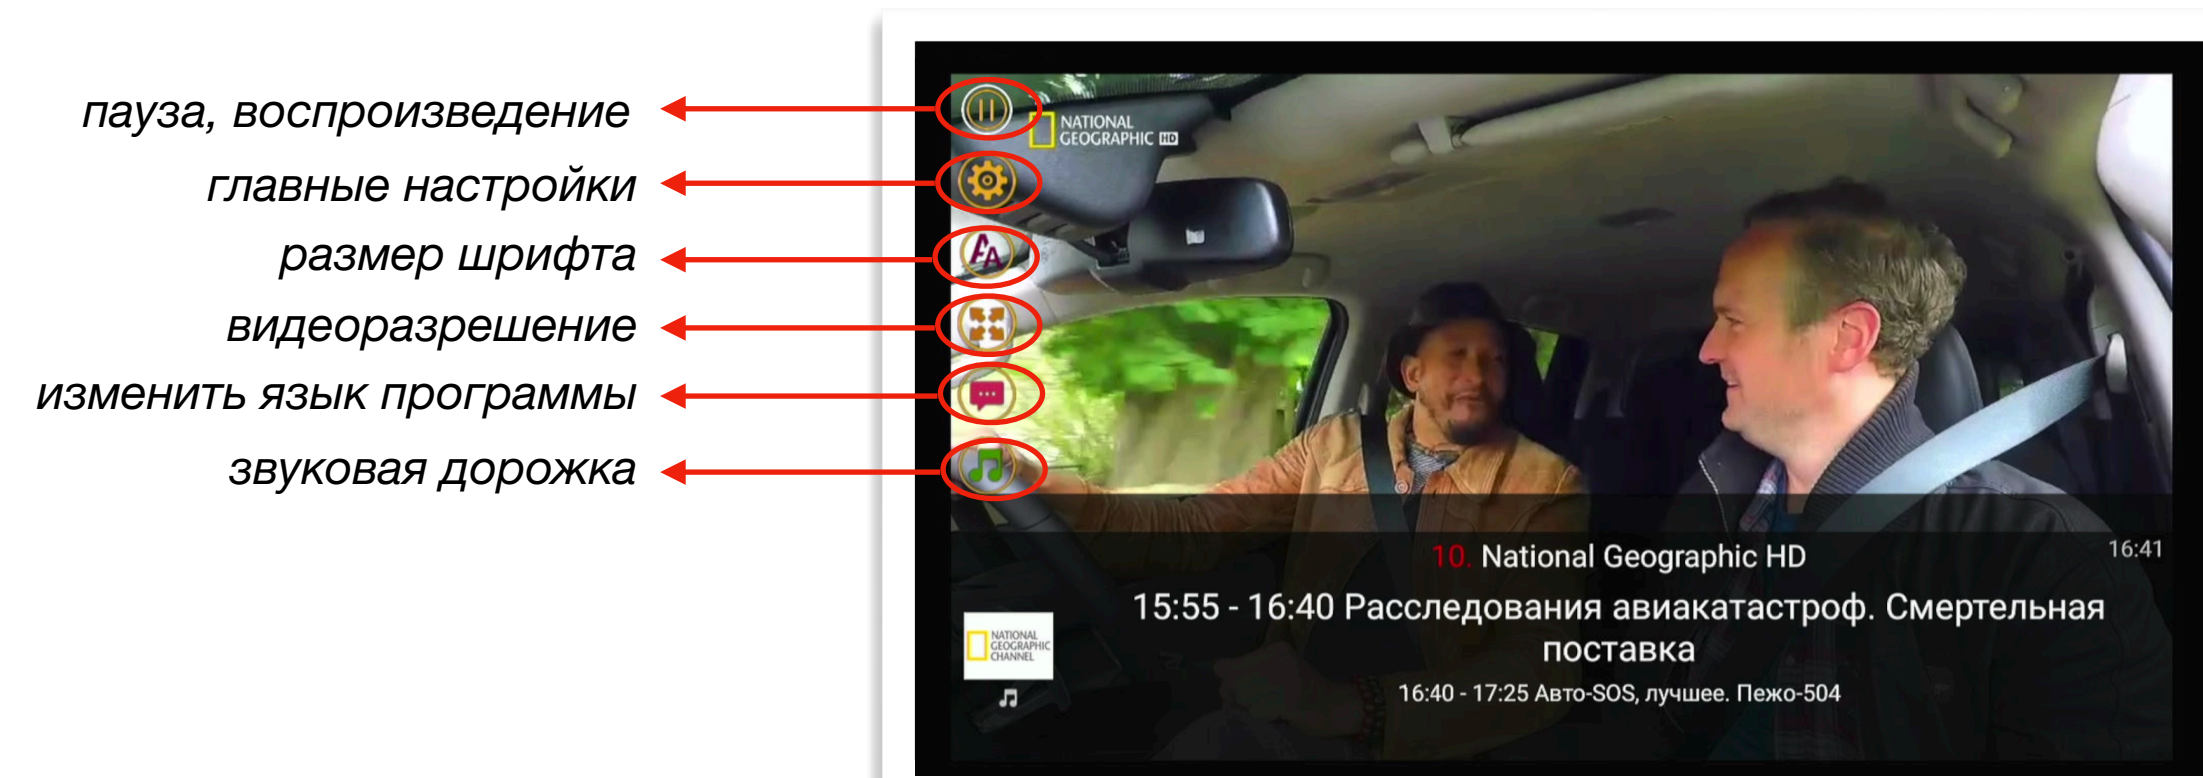 пауза, воспроизведение
главные настройки
размер шрифта
видеоразрешение
изменить язык программы
звуковая дорожка
NATIONAL
GEOGRAPHIC HD
AA
10. National Geographic HD
16:41
15:55 - 16:40 Расследования авиакатастроф. Смертельная
поставка
16:40 - 17:25 Авто-SOS, лучшее. Пежо-504
NATIONAL
GEOGRAPHIC
CHANNEL